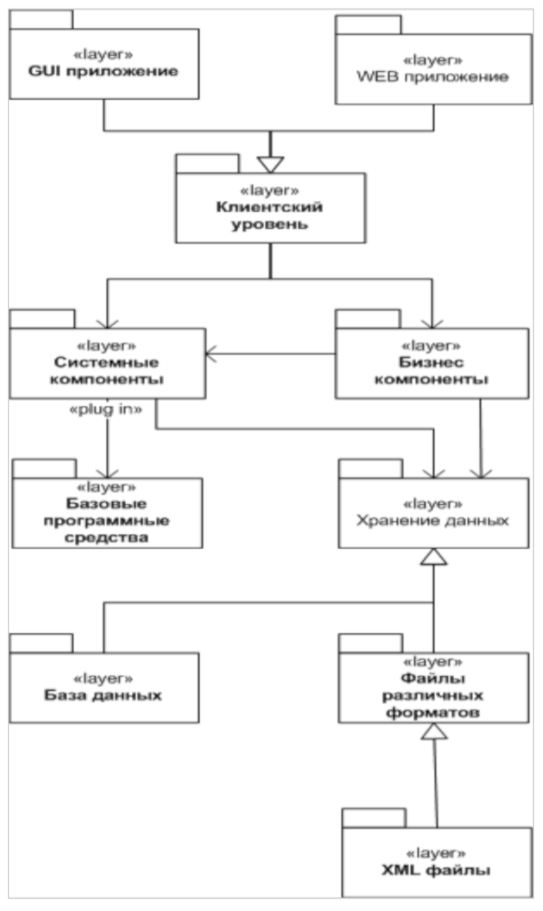 «layer»
GUI приложение
«layer»
WEB приложение
«layer»
Клиентский
уровень
«layer»
Системные
компоненты
«layer»
Бизнес
компоненты
«plug in»
«layer»
Базовые
программные
средства
«layer»
Хранение данных
«layer»
База данных
«layer»
Файлы
различных
форматов
«layer»
XML файлы